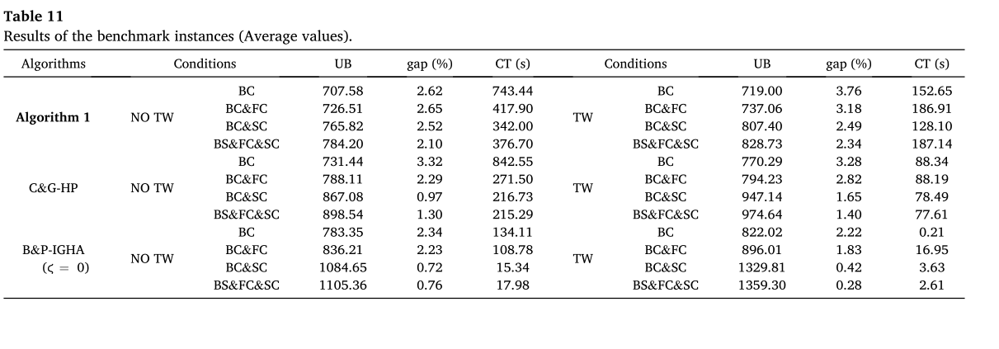 Table 11
Results of the benchmark instances (Average values).
Algorithms Conditions UB gap (%) CT (s) Conditions UB gap (%) CT (s)
Algorithm 1 NO TW BC 707.58 2.62 743.44 TW BC 719.00 3.76 152.65
BC&FC 726.51 2.65 417.90 BC&FC 737.06 3.18 186.91
BC&SC 765.82 2.52 342.00 BC&SC 807.40 2.49 128.10
BS&FC&SC 784.20 2.10 376.70 BS&FC&SC 828.73 2.34 187.14
C&G-HP NO TW BC 731.44 3.32 842.55 TW BC 770.29 3.28 88.34
BC&FC 788.11 2.29 271.50 BC&FC 794.23 2.82 88.19
BC&SC 867.08 0.97 216.73 BC&SC 947.14 1.65 78.49
BS&FC&SC 898.54 1.30 215.29 BS&FC&SC 974.64 1.40 77.61
B&P-IGHA (ς = 0) NO TW BC 783.35 2.34 134.11 TW BC 822.02 2.22 0.21
BC&FC 836.21 2.23 108.78 BC&FC 896.01 1.83 16.95
BC&SC 1084.65 0.72 15.34 BC&SC 1329.81 0.42 3.63
BS&FC&SC 1105.36 0.76 17.98 BS&FC&SC 1359.30 0.28 2.61